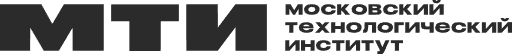 МТИ
московский
технологический
институт